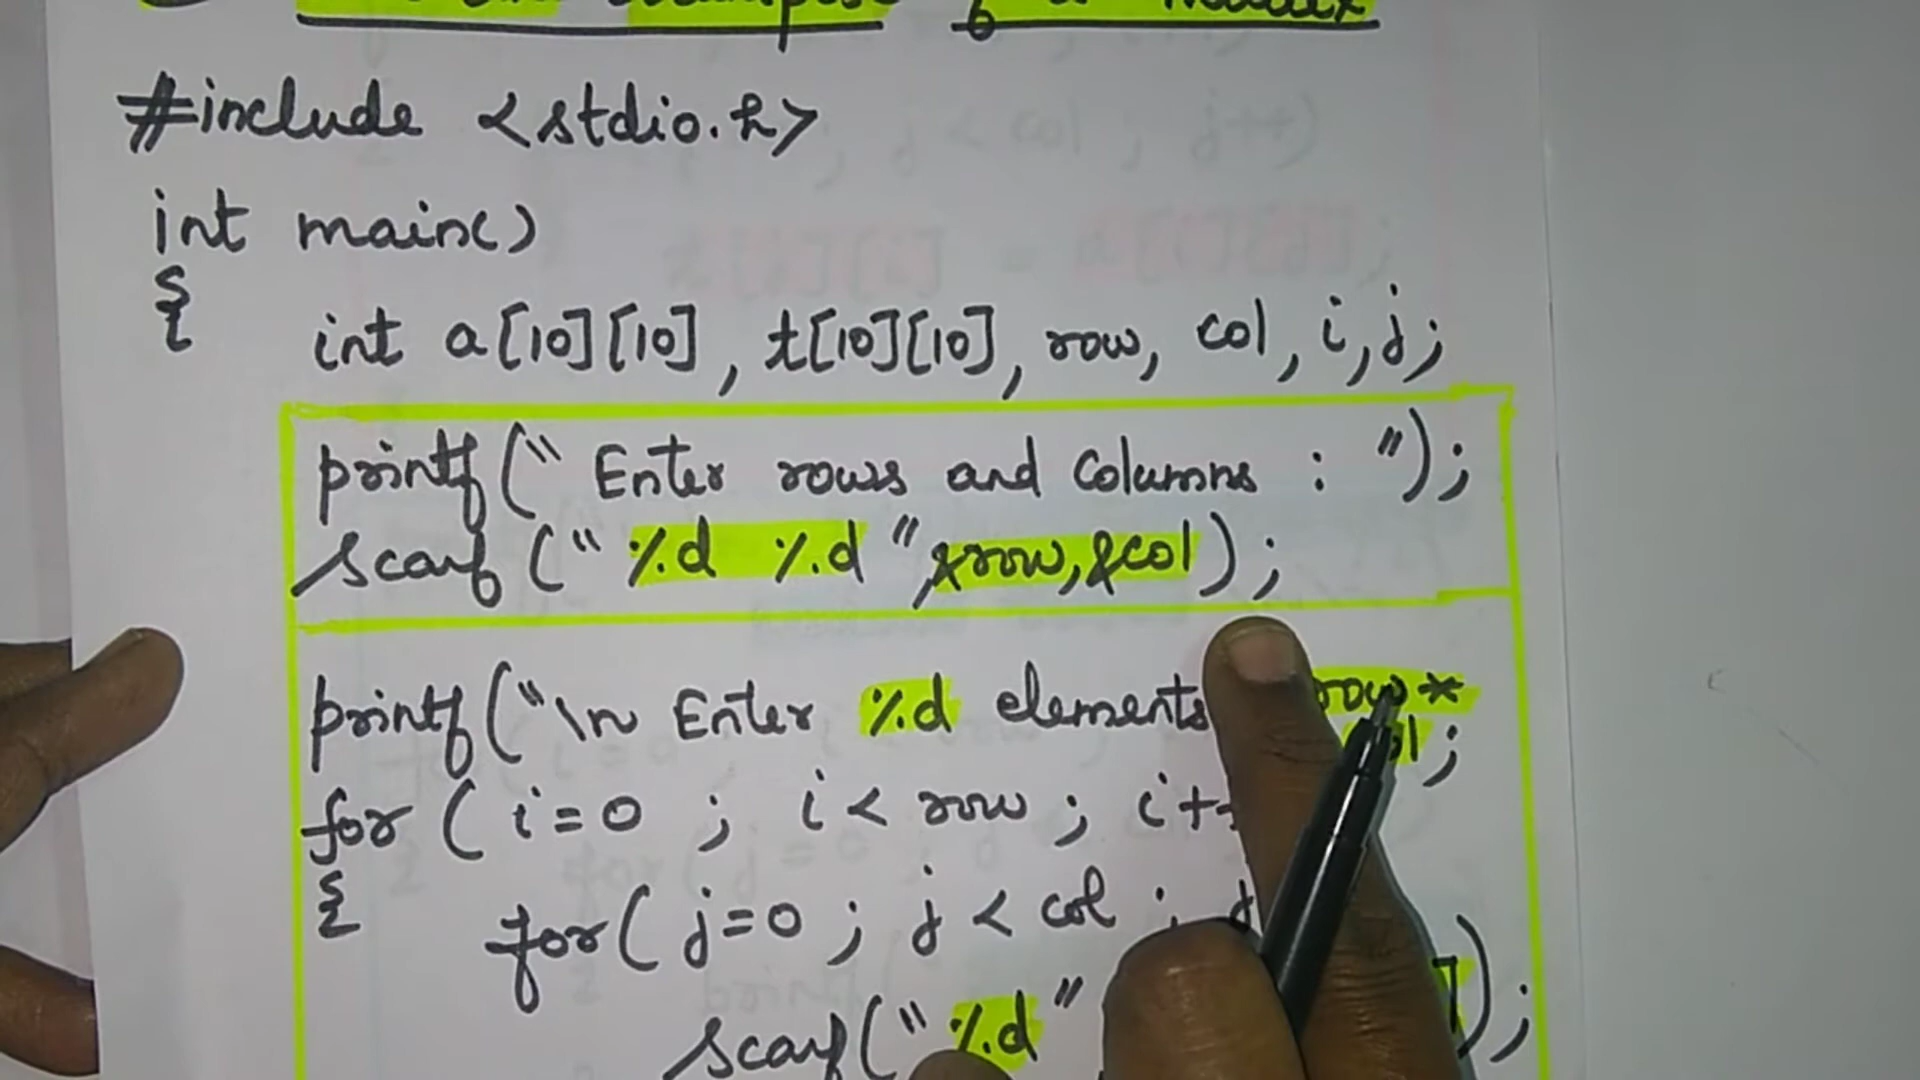 #include <stdio.h>
int main()
{
int a[10][10], t[10][10], row, col, i,j;
printf(" Enter rows and columns : ");
scanf (" %d %d ",&row,&col);
printf("\n Enter %d elements row*
;
for ( i=0 ; i< row ; i+
{
for( j=0 ; j < col ;
scanf(" %d" ]);